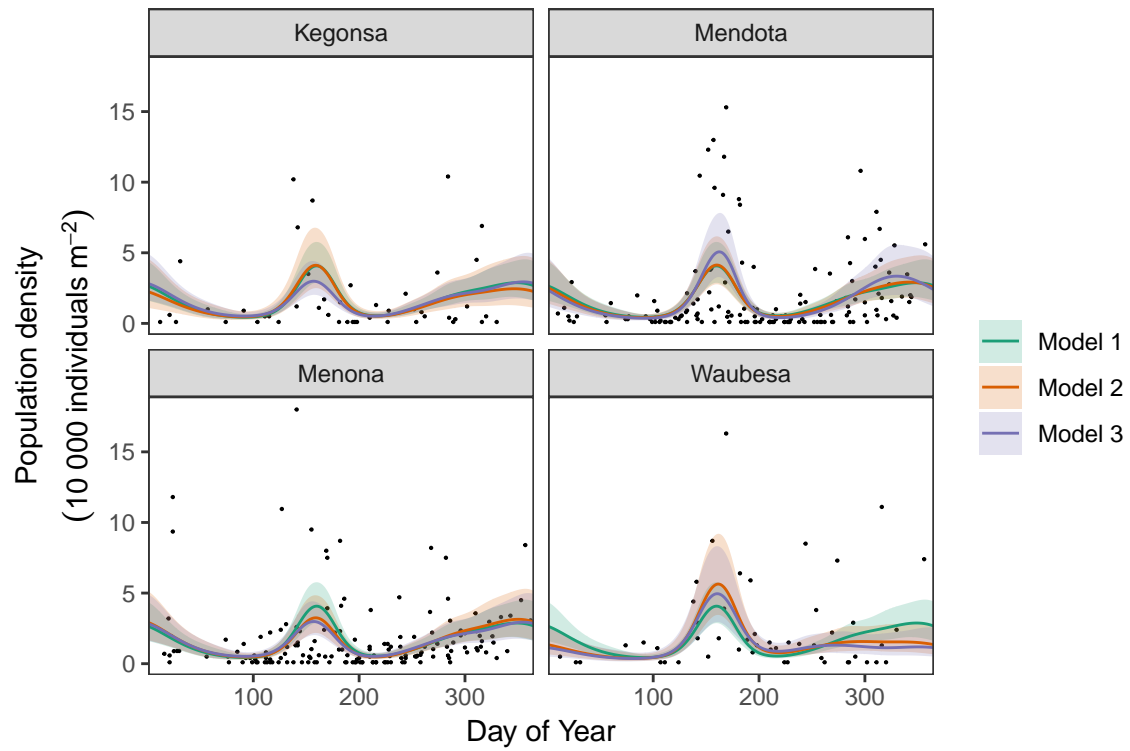 Kegonsa
Mendota
15
10
5
0
Menona
Waubesa
15
10
5
0
100
200
300
100
200
300
Day of Year
Population density
(10 000 individuals m⁻²)
Model 1
Model 2
Model 3